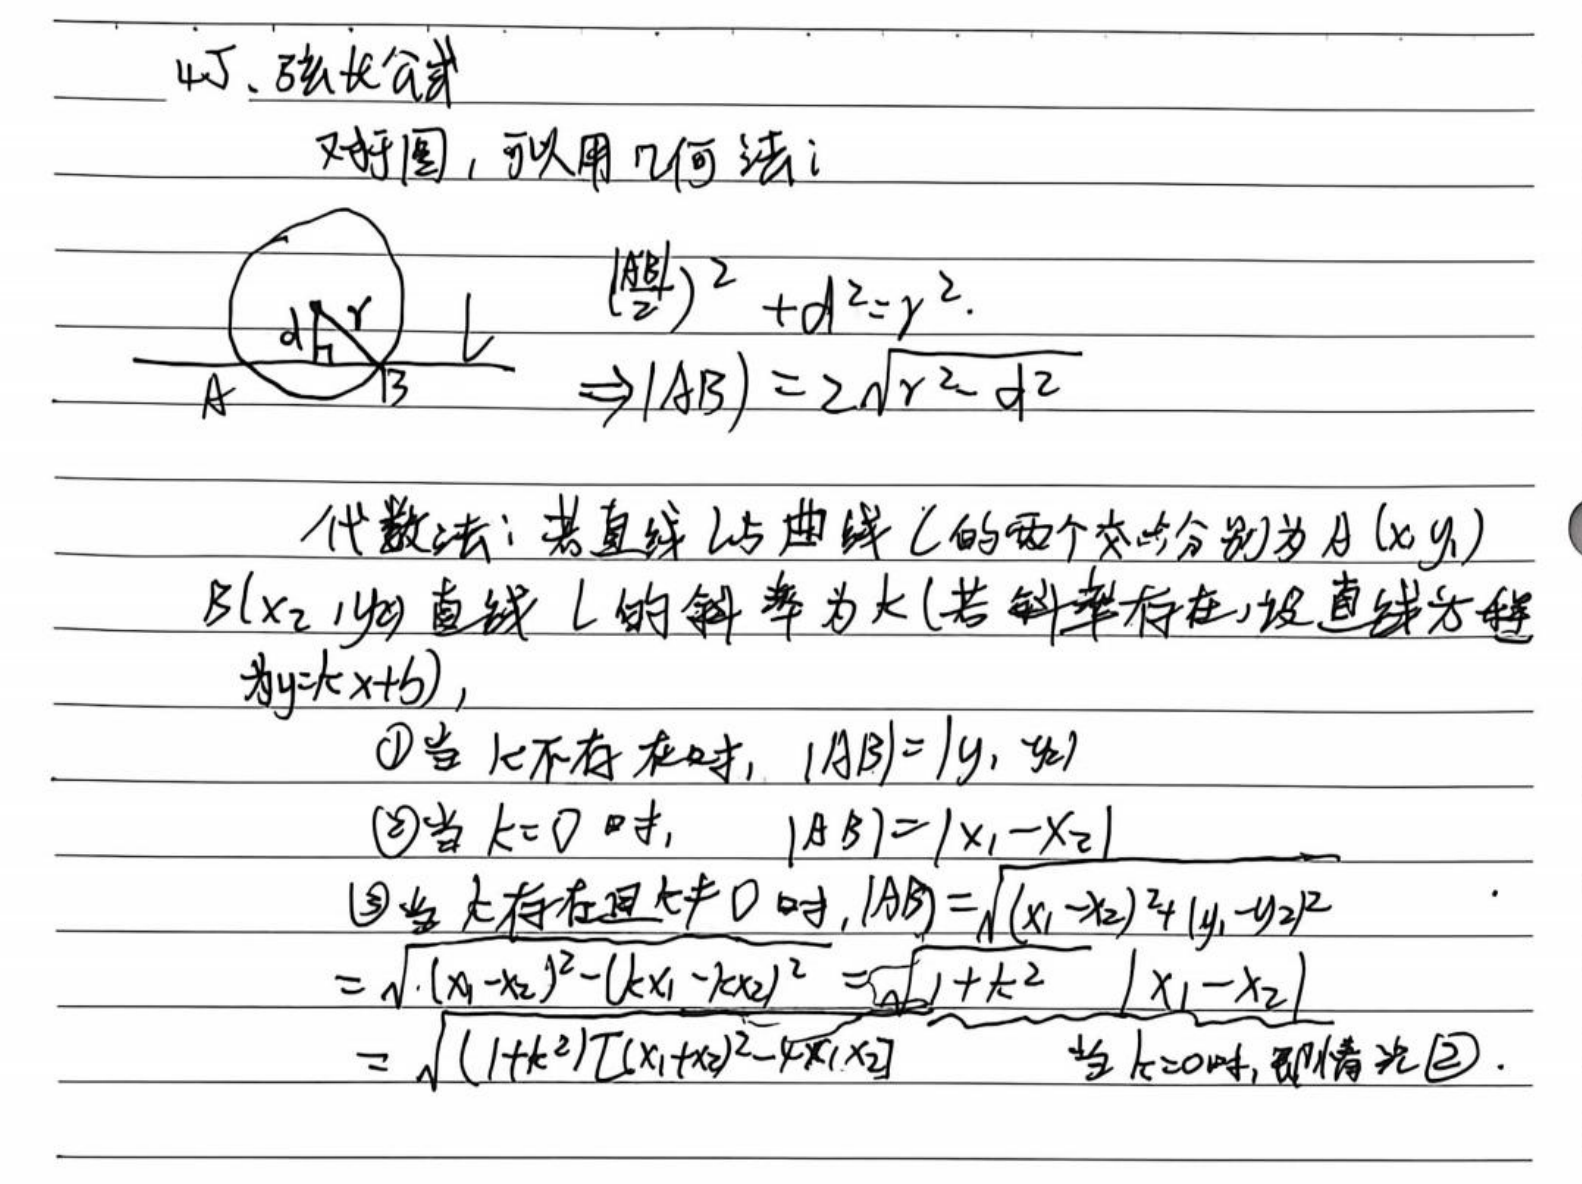 45、弦长公式
对于圆，可以用几何法：
(|AB|/2)² + d² = r².
d r L
A B
⇒ |AB| = 2√(r² - d²)
代数法：若直线 L与曲线 C的两个交点分别为 A (x₁ y₁)
B(x₂ , y₂) 直线 L 的斜率为 k (若斜率存在，设直线方程
为y=kx+b)，
①当 k不存在时, |AB|=|y₁ - y₂|
②当 k=0 时, |AB|=|x₁-x₂|
③当 k存在且k≠0时, |AB| = √((x₁-x₂)²+(y₁-y₂)²)
= √((x₁-x₂)²-(kx₁-kx₂)²) = √(1+k²) |x₁-x₂|
= √((1+k²)[(x₁+x₂)²-4x₁x₂]) 当 k=0时, 即情况②.